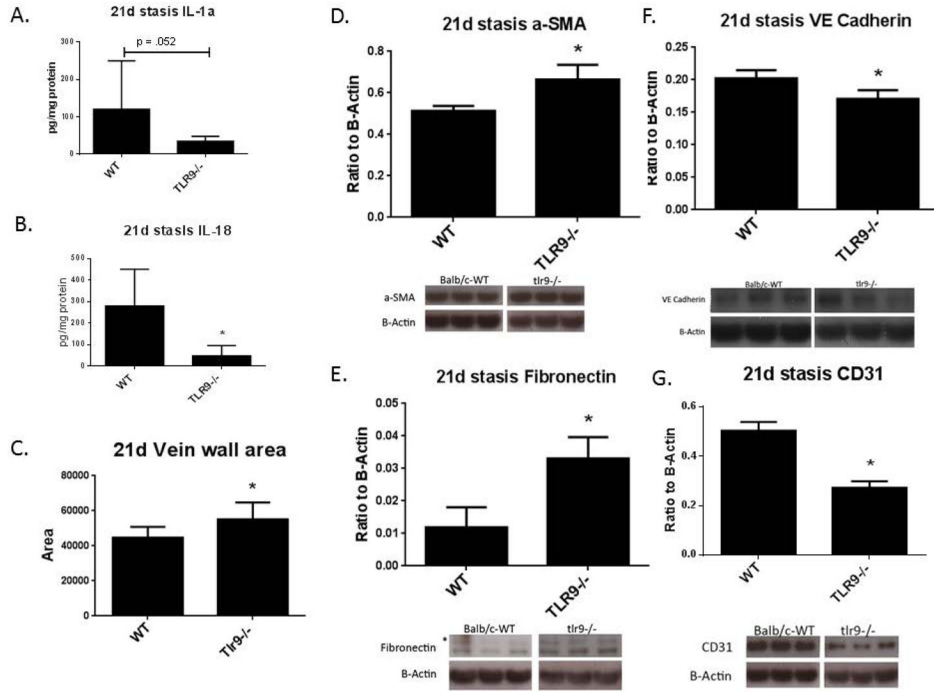 A.
21d stasis IL-1a
p = .052
pg/mg protein
300
200
100
0
WT
TLR9-/-
B.
21d stasis IL-18
pg/mg protein
500
400
300
200
100
0
*
WT
TLR9-/-
C.
21d Vein wall area
Area
80000
60000
40000
20000
0
*
WT
Tlr9-/-
D.
21d stasis a-SMA
Ratio to B-Actin
0.8
0.6
0.4
0.2
0.0
*
WT
TLR9-/-
Balb/c-WT tlr9-/-
a-SMA
B-Actin
E.
21d stasis Fibronectin
Ratio to B-Actin
0.05
0.04
0.03
0.02
0.01
0.00
*
WT
TLR9-/-
Balb/c-WT tlr9-/-
*
Fibronectin
B-Actin
F.
21d stasis VE Cadherin
Ratio to B-Actin
0.25
0.20
0.15
0.10
0.05
0.00
*
WT
TLR9-/-
Balb/c-WT tlr9-/-
VE Cadherin
B-Actin
G.
21d stasis CD31
Ratio to B-Actin
0.6
0.4
0.2
0.0
*
WT
TLR9-/-
Balb/c-WT tlr9-/-
CD31
B-Actin